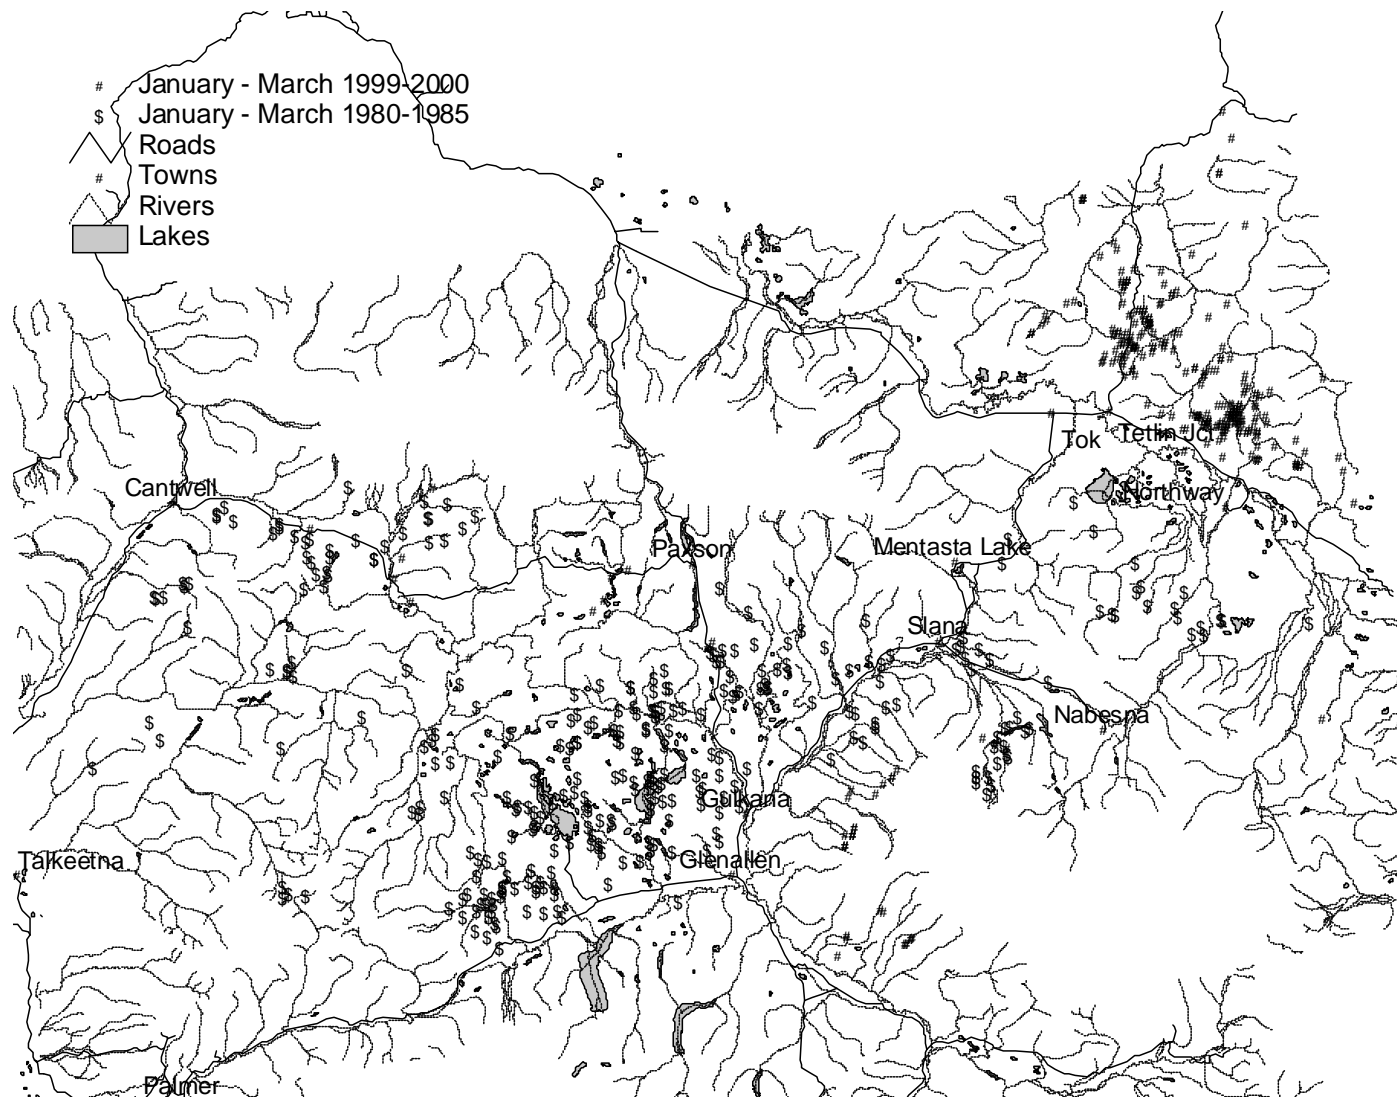 # January - March 1999-2000
$ January - March 1980-1985
Roads
# Towns
Rivers
Lakes
Tok
Tetlin Jct
Cantwell
Northway
Paxson
Mentasta Lake
Slana
Nabesna
Gulkana
Talkeetna
Glenallen
Palmer